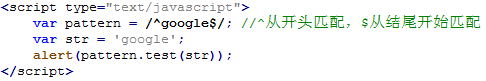 <script type="text/javascript">
var pattern = /^google$/; //^从开头匹配，$从结尾开始匹配
var str = 'google';
alert(pattern.test(str));
</script>